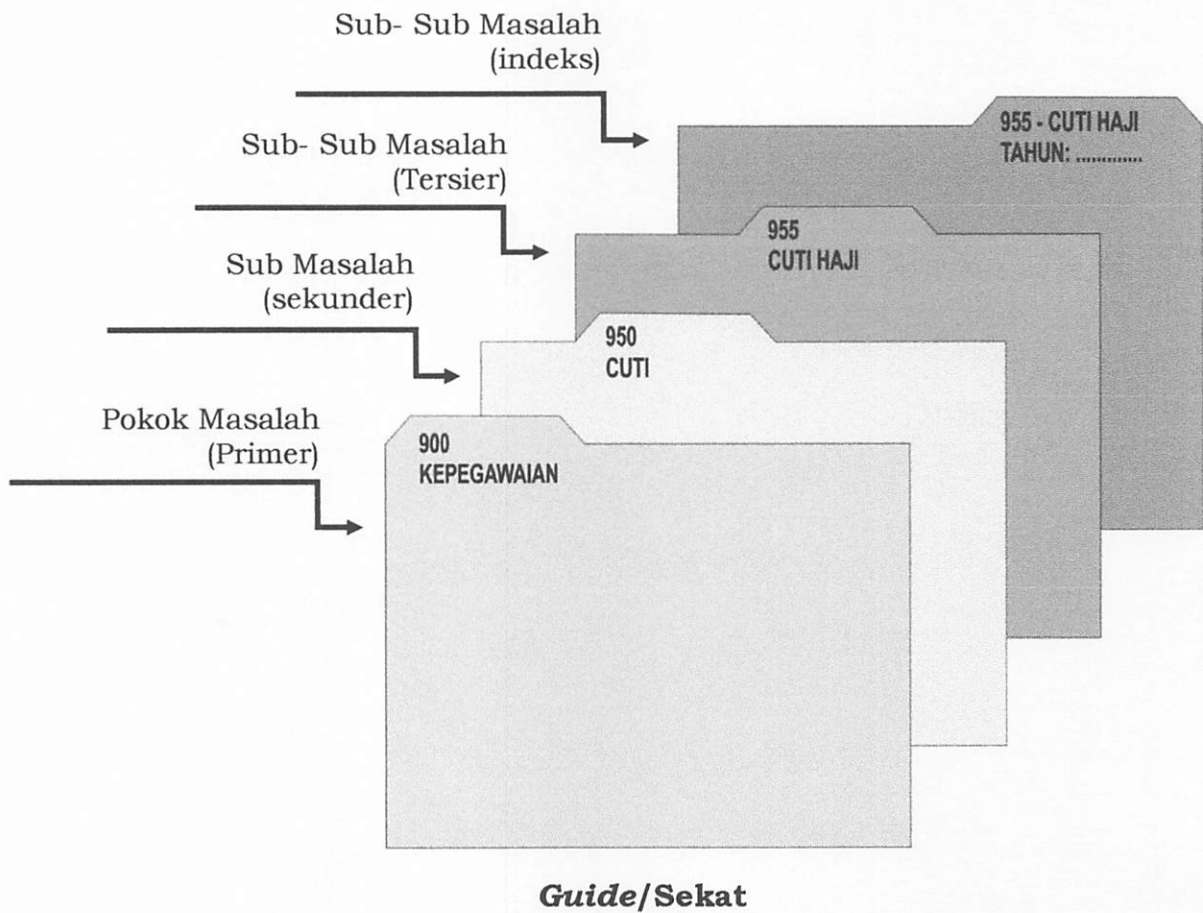 Sub- Sub Masalah
(indeks)
955 - CUTI HAJI
TAHUN: .............
Sub- Sub Masalah
(Tersier)
955
CUTI HAJI
Sub Masalah
(sekunder)
950
CUTI
Pokok Masalah
(Primer)
900
KEPEGAWAIAN
Guide/Sekat